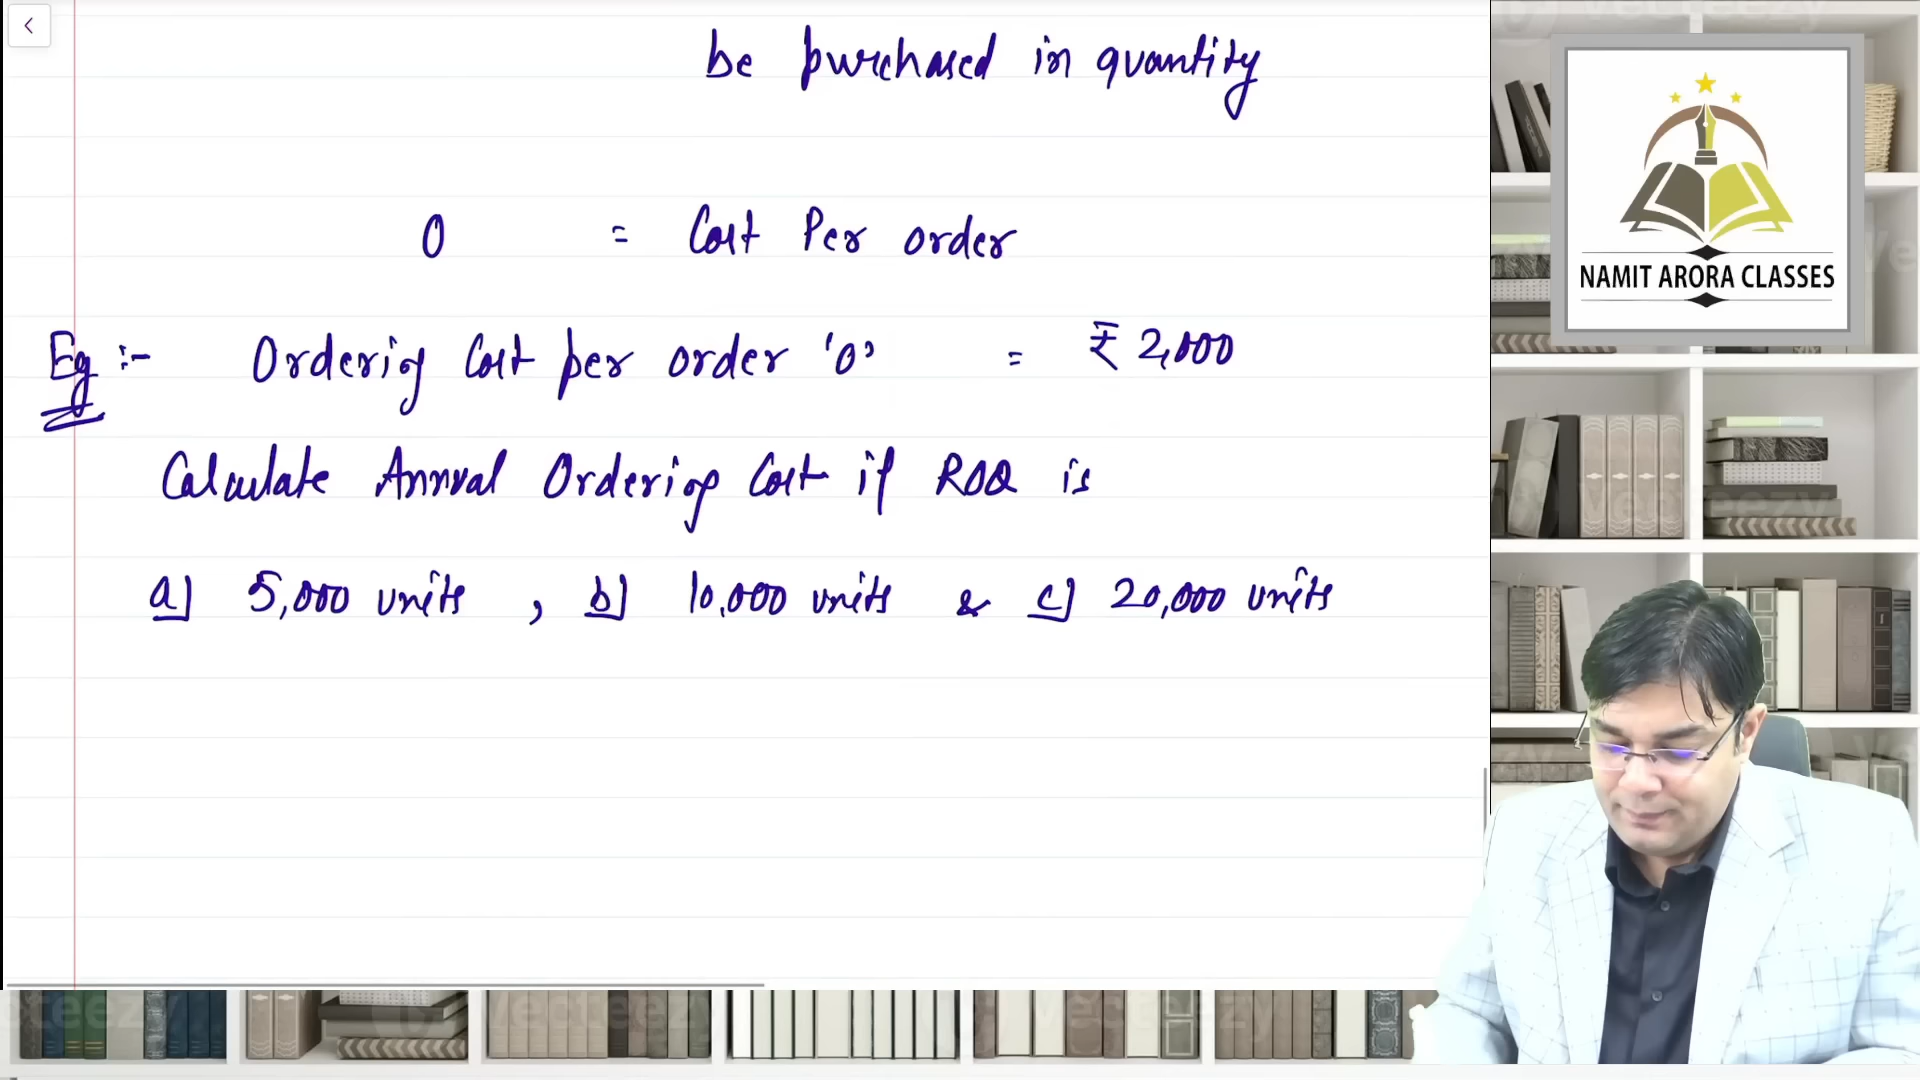 be purchased in quantity
O = Cost Per order
Eg :- Ordering Cost per order 'O' = ₹ 2,000
Calculate Annual Ordering Cost if ROQ is
a] 5,000 units , b] 10,000 units & c] 20,000 units
NAMIT ARORA CLASSES